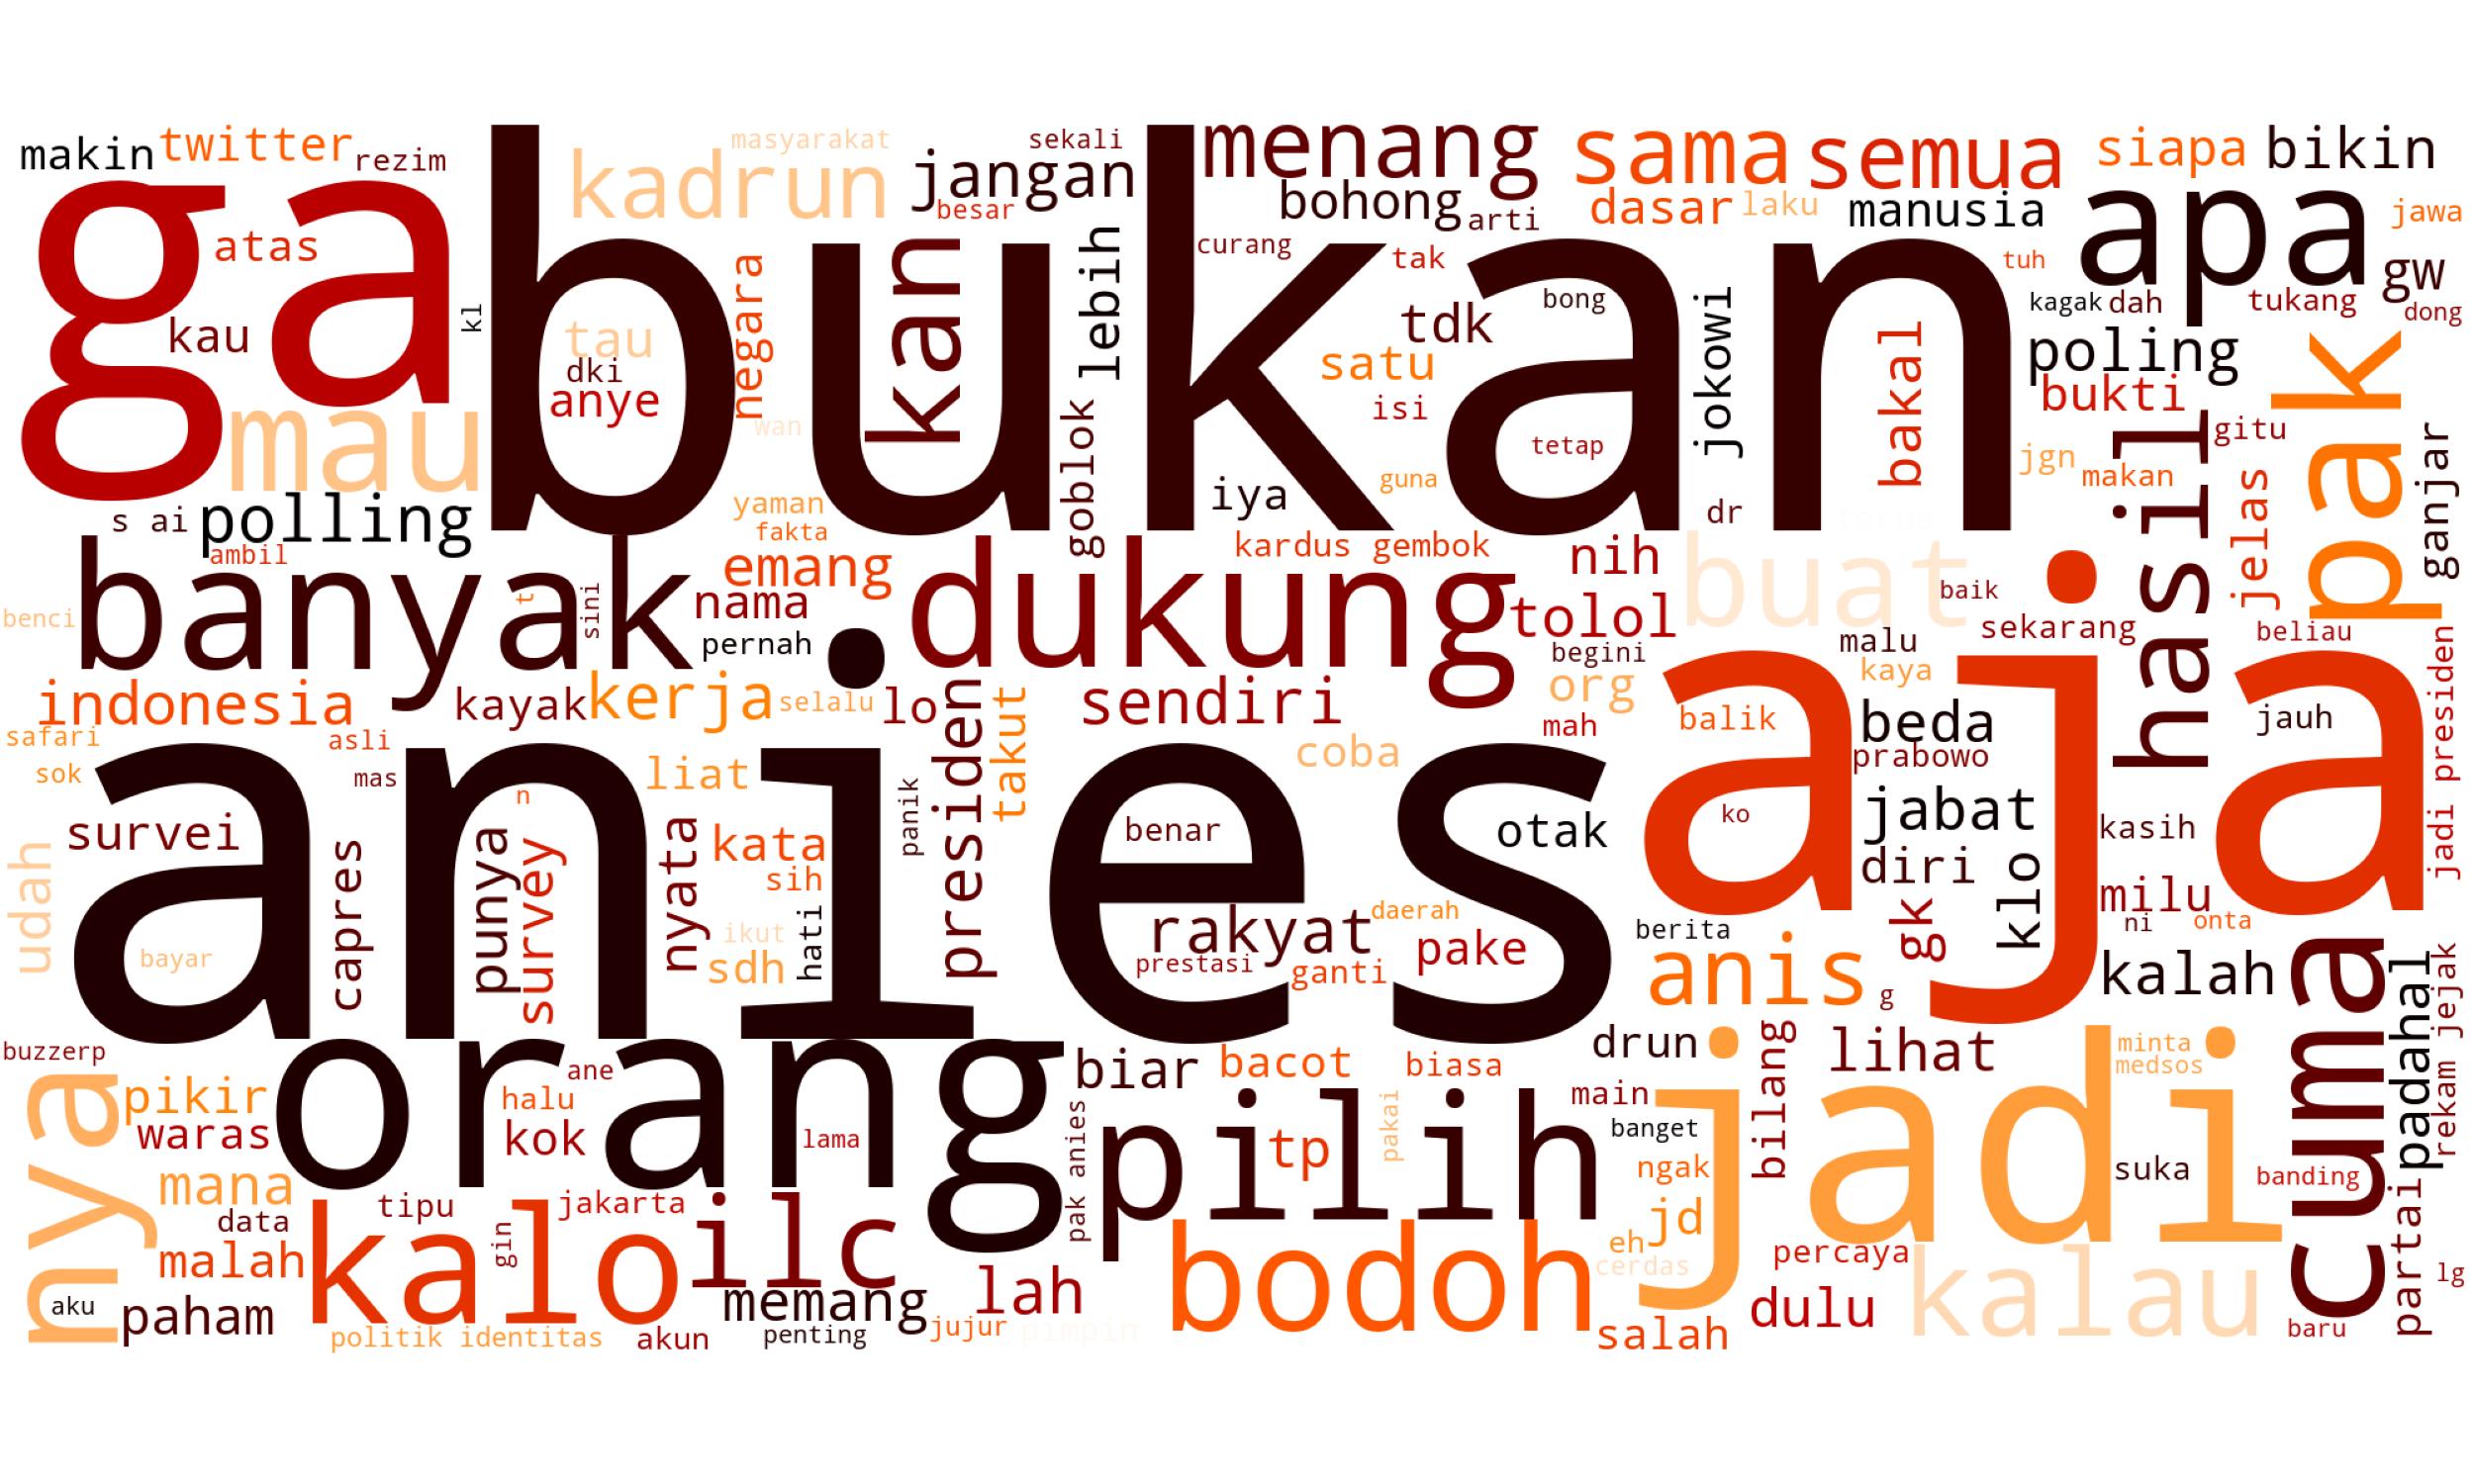 makin
twitter
rezim
masyarakat
sekali
menang
sama
semua
siapa
bikin
ga
bukan
kadrun
jangan
besar
bohong
arti
dasar
laku
manusia
apa
jawa
atas
negara
kan
lebih
curang
tak
tuh
gw
kau
kl
tau
dki
anye
wan
goblok
tdk
bong
satu
isi
jokowi
bakal
kagak
dah
tukang
dong
poling
bukti
pak
mau
tetap
gitu
ganjar
jgn
makan
hasil
jelas
s ai
polling
ambil
yaman
fakta
iya
guna
dr
banyak
t
sini
emang
nama
pernah
dukung
kardus gembok
nih
tolol
buat
baik
sekarang
beliau
benci
begini
malu
kaya
indonesia
kayak
kerja
selalu
lo
presiden
takut
sendiri
org
mah
balik
aja
beda
prabowo
jauh
jadi presiden
safari
asli
sok
mas
anies
n
liat
panik
coba
benar
otak
ko
jabat
kasih
udah
survei
capres
punya
survey
nyata
kata
sih
diri
klo
gk
milu
ni
onta
bayar
ikut
sdh
hati
rakyat
daerah
prestasi
ganti
pake
berita
anis
g
kalah
cuma
padahal
rekam jejak
buzzerp
nya
pikir
waras
orang
ane
halu
kok
lama
biar
bacot
biasa
drun
main
bilang
lihat
jadi
minta
medsos
pak anies
pilih
tp
pakai
banget
ngak
suka
banding
mana
data
tipu
malah
kalo
gin
jakarta
ilc
jd
eh
cerdas
percaya
partai
lg
aku
paham
politik identitas
akun
memang
penting
jujur
lah
pimpin
bodoh
salah
dulu
kalau
baru